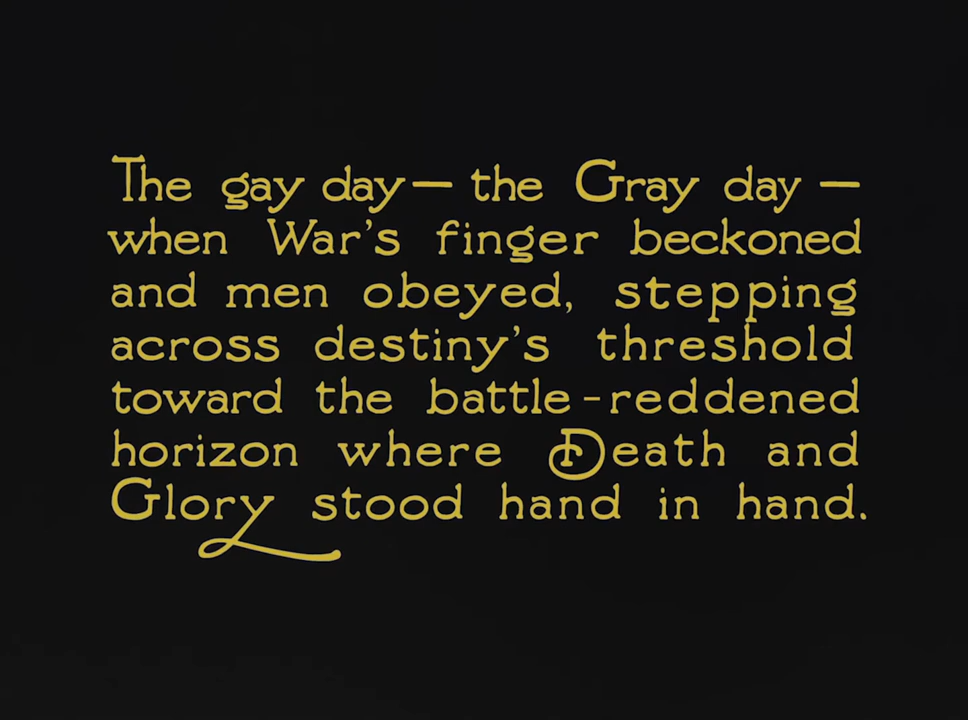 The gay day — the Gray day —
when War's finger beckoned
and men obeyed, stepping
across destiny's threshold
toward the battle-reddened
horizon where Death and
Glory stood hand in hand.